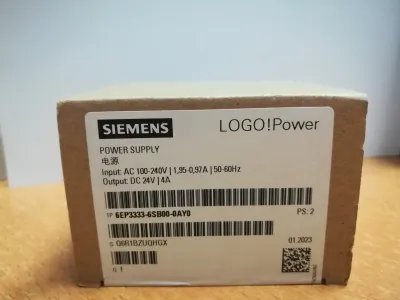 SIEMENS
LOGO!Power
POWER SUPPLY
电源
Input: AC 100-240V | 1,95-0,97A | 50-60Hz
Output: DC 24V | 4A
1P 6EP3333-6SB00-0AY0
PS: 2
S Q6R1BZUQHGX
01.2023